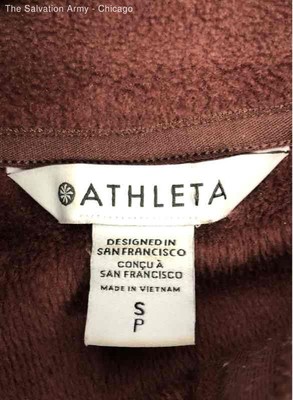 The Salvation Army - Chicago
ATHLETA
DESIGNED IN
SAN FRANCISCO
CONÇU À
SAN FRANCISCO
MADE IN VIETNAM
S
P